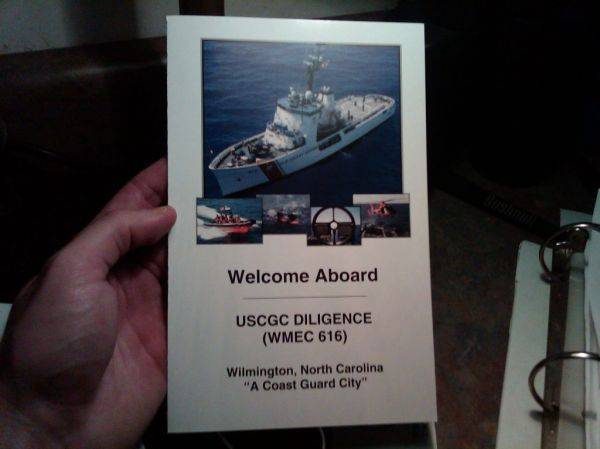 Welcome Aboard
USCGC DILIGENCE
(WMEC 616)
Wilmington, North Carolina
"A Coast Guard City"